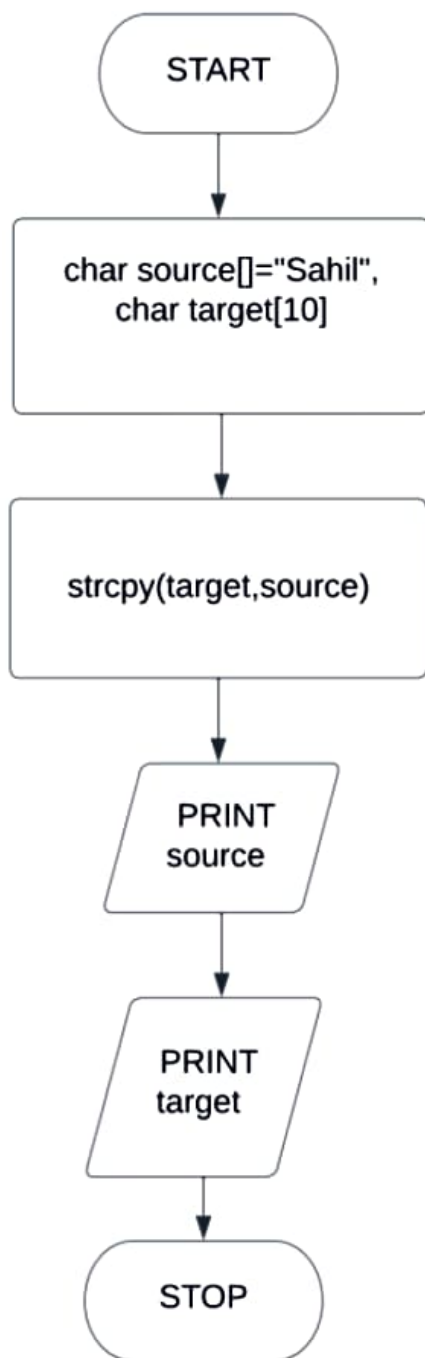 START
char source[]="Sahil",
char target[10]
strcpy(target,source)
PRINT
source
PRINT
target
STOP